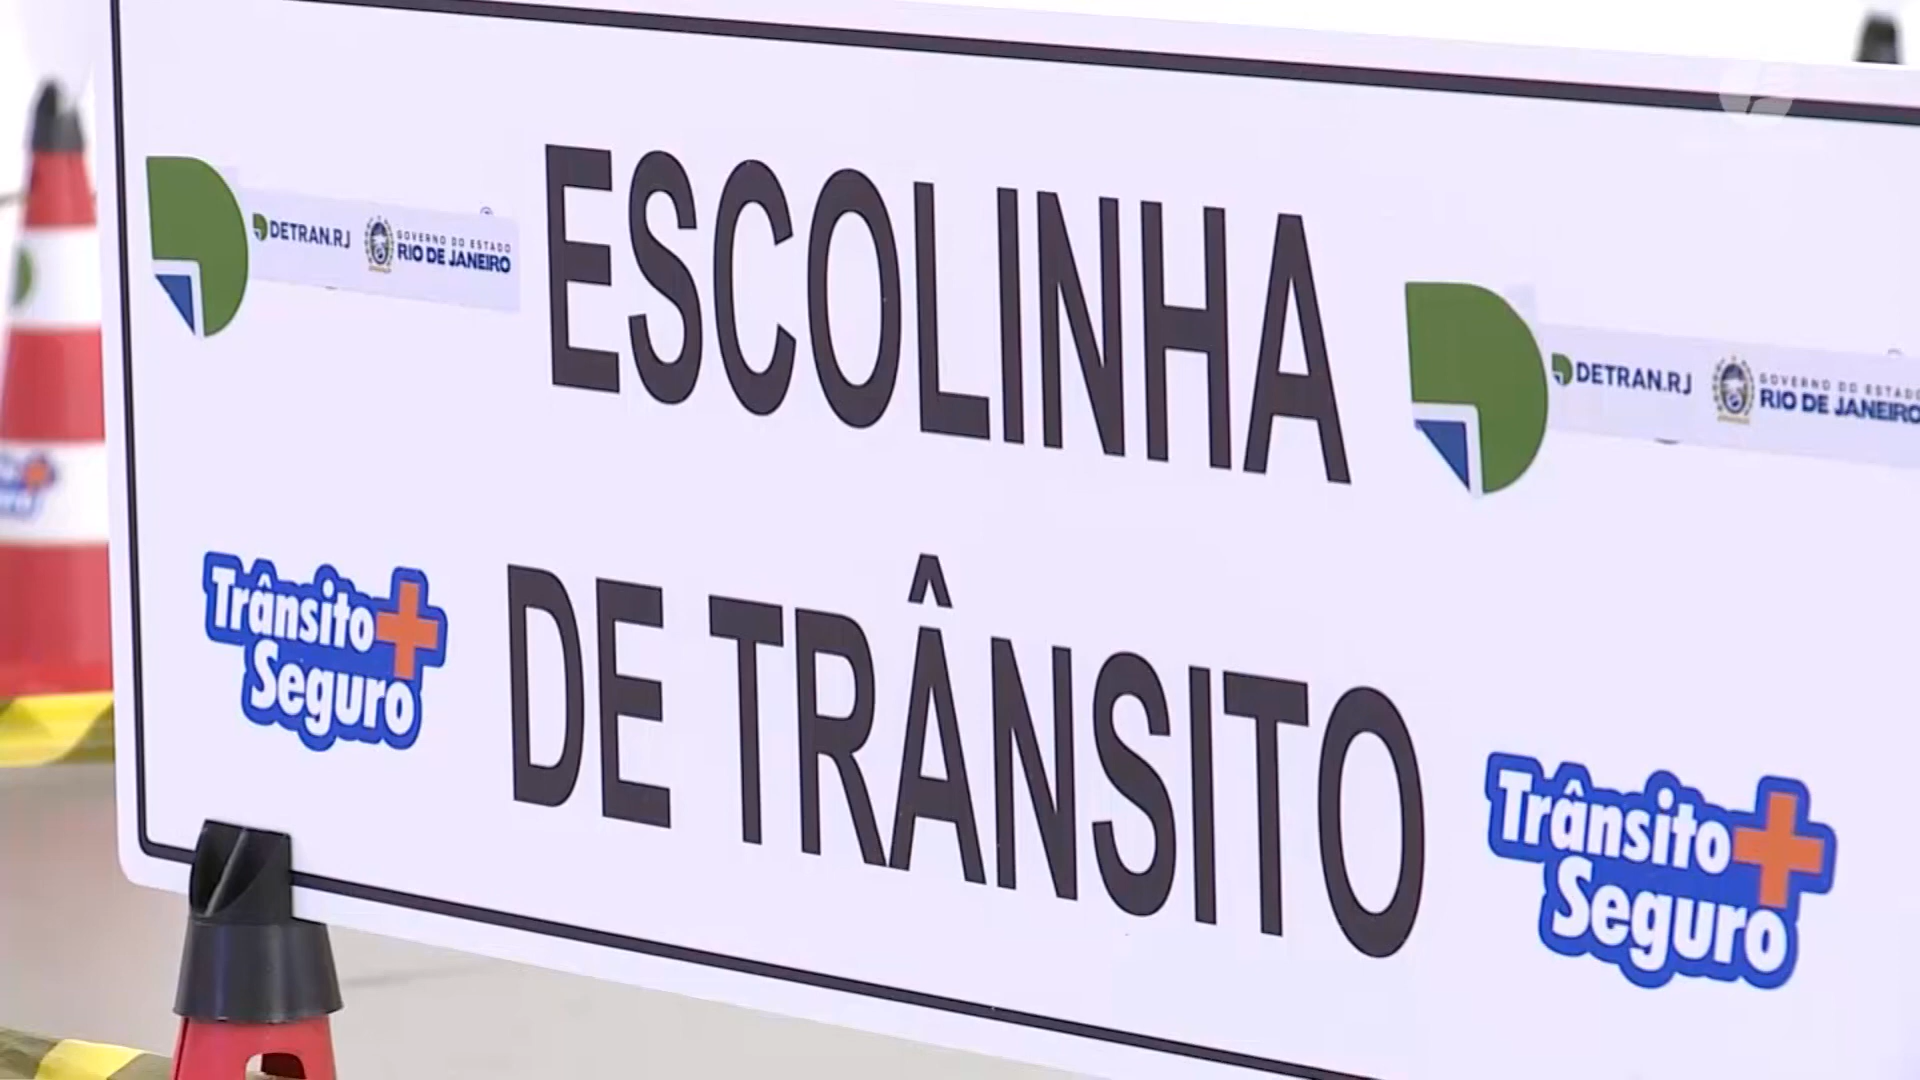 ESCOLINHA
DETRAN.RJ
GOVERNO DO ESTADO
RIO DE JANEIRO
DETRAN.RJ
GOVERNO DO ESTADO
RIO DE JANEIRO
DE TRÂNSITO
Trânsito+
Seguro
Trânsito+
Seguro